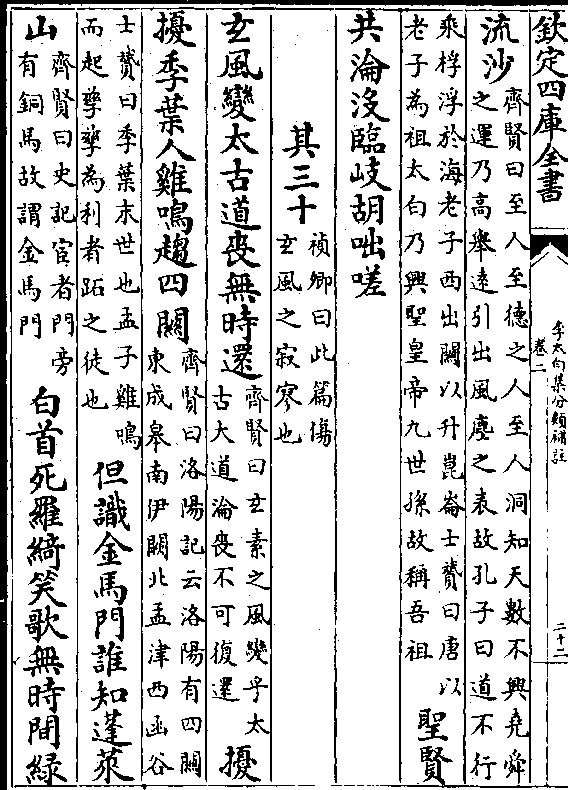 欽定四庫全書
李太白集分類補註
卷二
二十二
流沙齊賢曰至人至德之人至人洞知天數不興堯舜
之運乃高舉遠引出風塵之表故孔子曰道不行
乘桴浮於海老子西出關以升崑崙士贇曰唐以
老子為祖太白乃興聖皇帝九世孫故稱吾祖聖賢
共淪没臨岐胡咄嗟
其三十禎卿曰此篇傷
玄風之寂寥也
玄風變太古道喪無時還齊賢曰玄素之風變乎太
古大道淪喪不可復還擾
擾季葉人雞鳴趨四關齊賢曰洛陽記云洛陽有四關
東成皋南伊闕北孟津西函谷
士贇曰季葉末世也孟子雞鳴
而起孳孳為利者跖之徒也但識金馬門誰知蓬萊
山齊賢曰史記宦者門旁
有銅馬故謂金馬門白首死羅綺笑歌無時閒緑